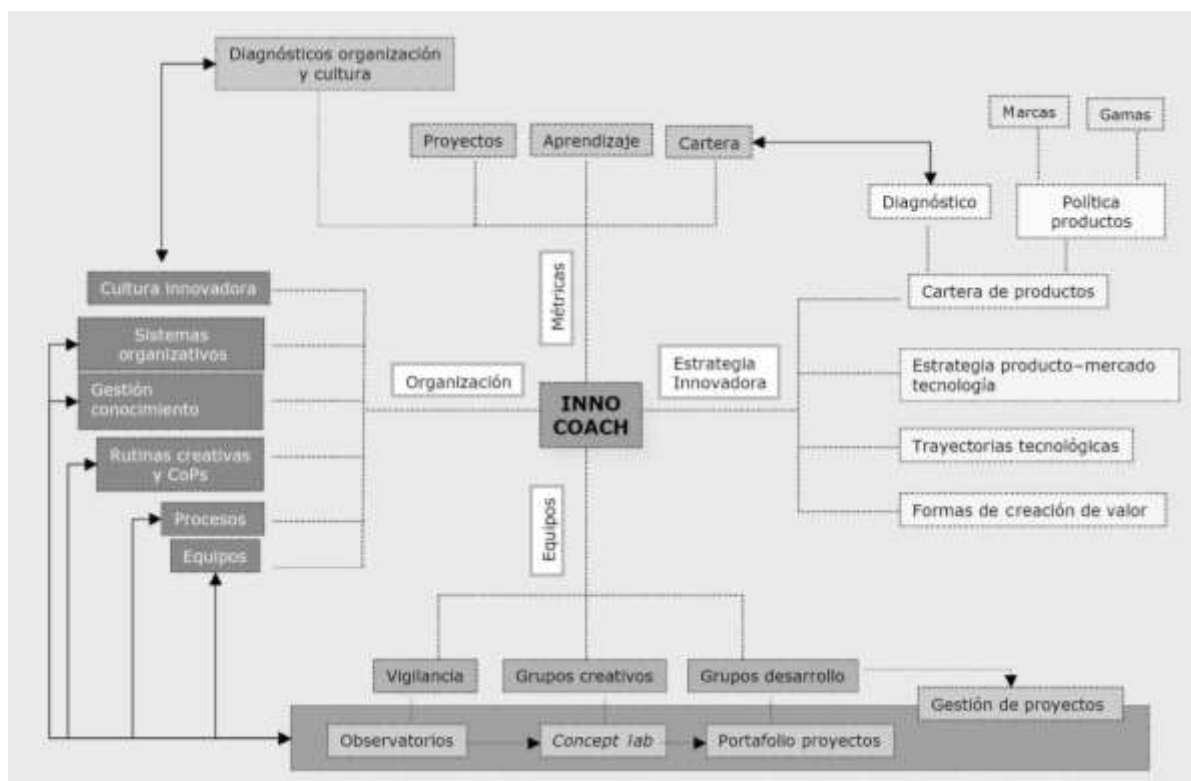 Diagnósticos organización
y cultura
Marcas
Gamas
Proyectos
Aprendizaje
Cartera
Diagnóstico
Política
productos
Cultura innovadora
Métricas
Cartera de productos
Sistemas
organizativos
Organización
Estrategia
Innovadora
Estrategia producto–mercado
tecnología
Gestión
conocimiento
INNO
COACH
Rutinas creativas
y CoPs
Trayectorias tecnológicas
Procesos
Equipos
Formas de creación de valor
Equipos
Vigilancia
Grupos creativos
Grupos desarrollo
Gestión de proyectos
Observatorios
Concept lab
Portafolio proyectos